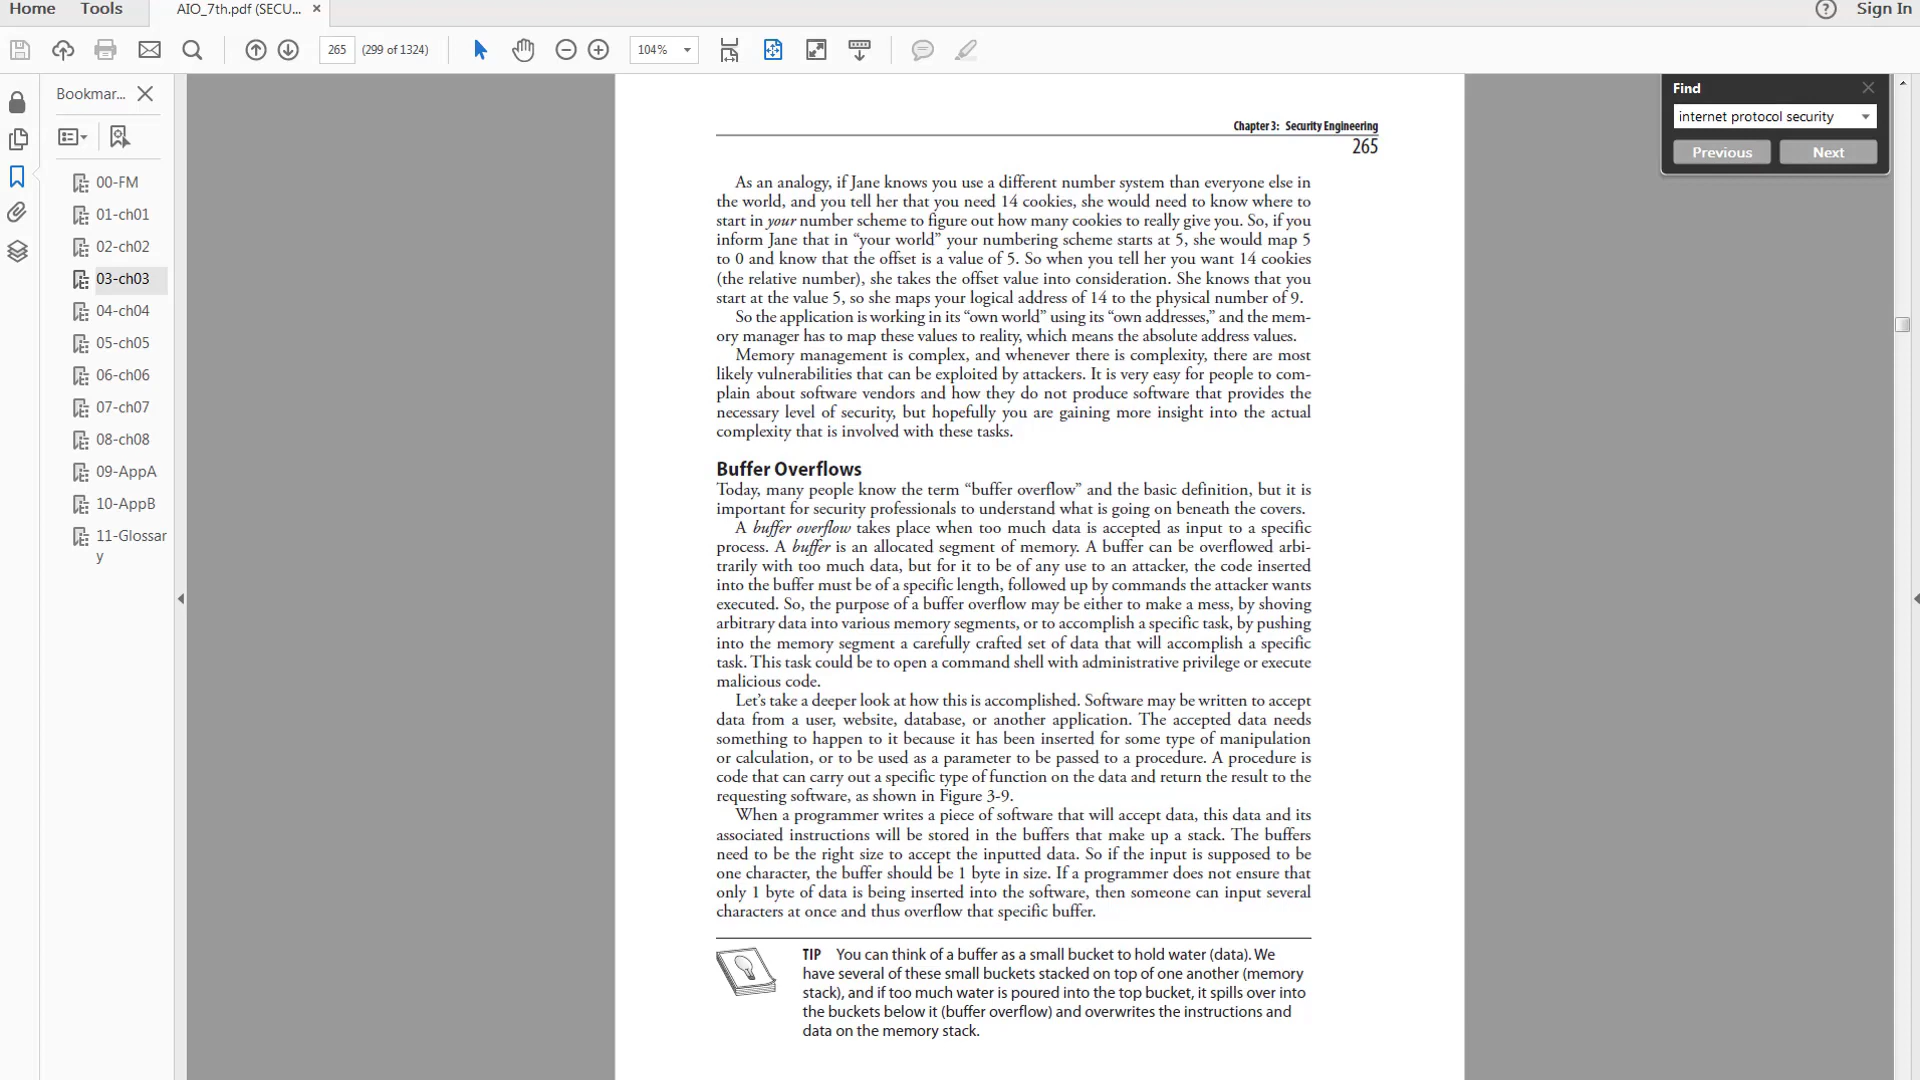 Home Tools AIO_7th.pdf (SECU... × Sign In
265 (299 of 1324) 104%
Bookmar...
00-FM
01-ch01
02-ch02
03-ch03
04-ch04
05-ch05
06-ch06
07-ch07
08-ch08
09-AppA
10-AppB
11-Glossar
y
Chapter 3: Security Engineering
265
As an analogy, if Jane knows you use a different number system than everyone else in
the world, and you tell her that you need 14 cookies, she would need to know where to
start in your number scheme to figure out how many cookies to really give you. So, if you
inform Jane that in “your world” your numbering scheme starts at 5, she would map 5
to 0 and know that the offset is a value of 5. So when you tell her you want 14 cookies
(the relative number), she takes the offset value into consideration. She knows that you
start at the value 5, so she maps your logical address of 14 to the physical number of 9.
So the application is working in its “own world” using its “own addresses,” and the mem-
ory manager has to map these values to reality, which means the absolute address values.
Memory management is complex, and whenever there is complexity, there are most
likely vulnerabilities that can be exploited by attackers. It is very easy for people to com-
plain about software vendors and how they do not produce software that provides the
necessary level of security, but hopefully you are gaining more insight into the actual
complexity that is involved with these tasks.
Buffer Overflows
Today, many people know the term “buffer overflow” and the basic definition, but it is
important for security professionals to understand what is going on beneath the covers.
A buffer overflow takes place when too much data is accepted as input to a specific
process. A buffer is an allocated segment of memory. A buffer can be overflowed arbi-
trarily with too much data, but for it to be of any use to an attacker, the code inserted
into the buffer must be of a specific length, followed up by commands the attacker wants
executed. So, the purpose of a buffer overflow may be either to make a mess, by shoving
arbitrary data into various memory segments, or to accomplish a specific task, by pushing
into the memory segment a carefully crafted set of data that will accomplish a specific
task. This task could be to open a command shell with administrative privilege or execute
malicious code.
Let’s take a deeper look at how this is accomplished. Software may be written to accept
data from a user, website, database, or another application. The accepted data needs
something to happen to it because it has been inserted for some type of manipulation
or calculation, or to be used as a parameter to be passed to a procedure. A procedure is
code that can carry out a specific type of function on the data and return the result to the
requesting software, as shown in Figure 3-9.
When a programmer writes a piece of software that will accept data, this data and its
associated instructions will be stored in the buffers that make up a stack. The buffers
need to be the right size to accept the inputted data. So if the input is supposed to be
one character, the buffer should be 1 byte in size. If a programmer does not ensure that
only 1 byte of data is being inserted into the software, then someone can input several
characters at once and thus overflow that specific buffer.
TIP You can think of a buffer as a small bucket to hold water (data). We
have several of these small buckets stacked on top of one another (memory
stack), and if too much water is poured into the top bucket, it spills over into
the buckets below it (buffer overflow) and overwrites the instructions and
data on the memory stack.
Find
internet protocol security
Previous Next